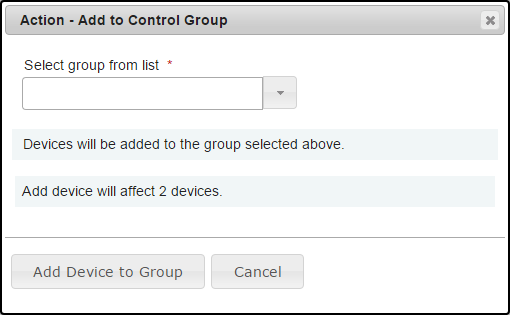 Action - Add to Control Group
Select group from list *
Devices will be added to the group selected above.
Add device will affect 2 devices.
Add Device to Group Cancel